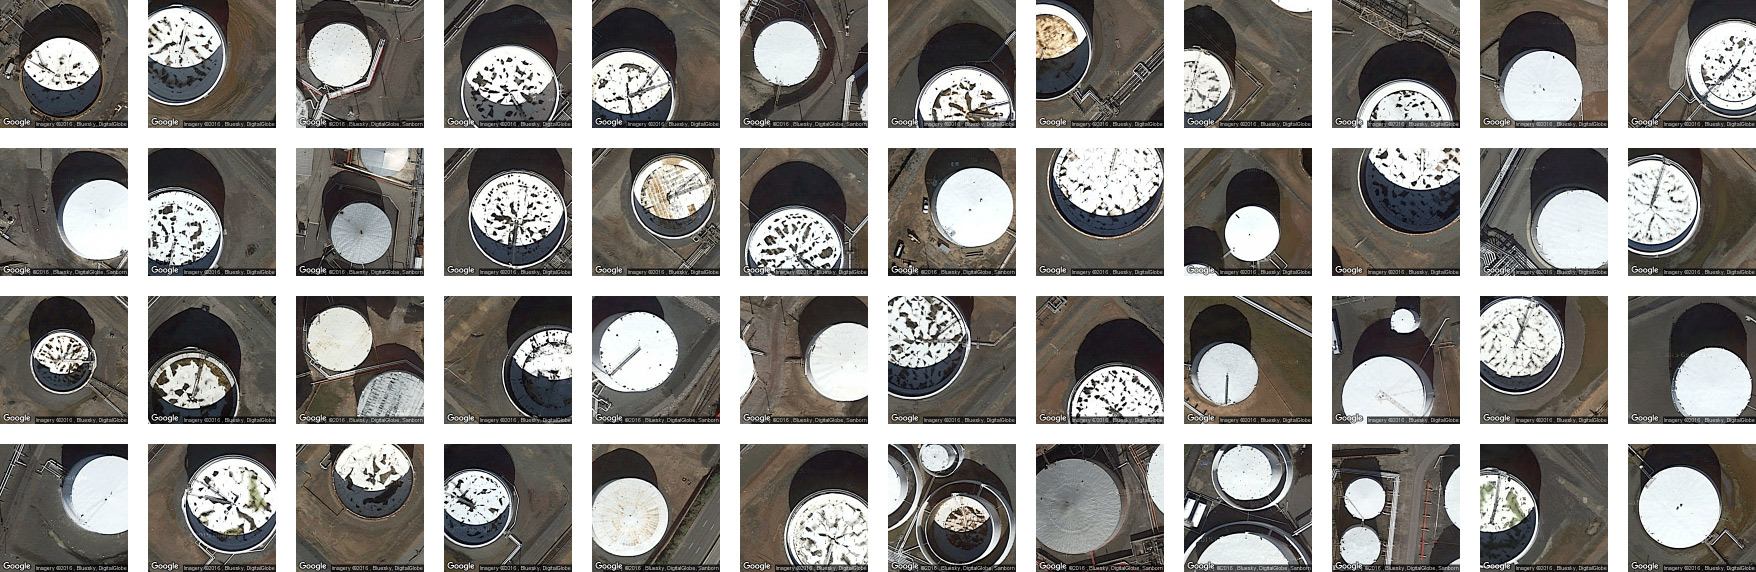 Google Imagery ©2016 , Bluesky, DigitalGlobe Google Imagery ©2016 , Bluesky, DigitalGlobe Google ©2016 , Bluesky, DigitalGlobe, Sanborn Google Imagery ©2016 , Bluesky, DigitalGlobe Google Imagery ©2016 , Bluesky, DigitalGlobe Google ©2016 , Bluesky, DigitalGlobe, Sanborn Google Imagery ©2016 , Bluesky, DigitalGlobe Google Imagery ©2016 , Bluesky, DigitalGlobe Google Imagery ©2016 , Bluesky, DigitalGlobe Google Imagery ©2016 , Bluesky, DigitalGlobe Google Imagery ©2016 , Bluesky, DigitalGlobe Google Imagery ©2016 , Bluesky, DigitalGlobe
Google ©2016 , Bluesky, DigitalGlobe, Sanborn Google Imagery ©2016 , Bluesky, DigitalGlobe Google ©2016 , Bluesky, DigitalGlobe, Sanborn Google Imagery ©2016 , Bluesky, DigitalGlobe Google Imagery ©2016 , Bluesky, DigitalGlobe Google Imagery ©2016 , Bluesky, DigitalGlobe Google ©2016 , Bluesky, DigitalGlobe, Sanborn Google Imagery ©2016 , Bluesky, DigitalGlobe Google Imagery ©2016 , Bluesky, DigitalGlobe Google Imagery ©2016 , Bluesky, DigitalGlobe Google Imagery ©2016 , Bluesky, DigitalGlobe Google Imagery ©2016 , Bluesky, DigitalGlobe
Google Imagery ©2016 , Bluesky, DigitalGlobe Google Imagery ©2016 , Bluesky, DigitalGlobe Google ©2016 , Bluesky, DigitalGlobe, Sanborn Google Imagery ©2016 , Bluesky, DigitalGlobe Google ©2016 , Bluesky, DigitalGlobe, Sanborn Google ©2016 , Bluesky, DigitalGlobe, Sanborn Google Imagery ©2016 , Bluesky, DigitalGlobe Google Imagery ©2016 , Bluesky, DigitalGlobe Google Imagery ©2016 , Bluesky, DigitalGlobe Google Imagery ©2016 , Bluesky, DigitalGlobe Google Imagery ©2016 , Bluesky, DigitalGlobe Google Imagery ©2016 , Bluesky, DigitalGlobe
Google Imagery ©2016 , Bluesky, DigitalGlobe Google Imagery ©2016 , Bluesky, DigitalGlobe Google Imagery ©2016 , Bluesky, DigitalGlobe Google Imagery ©2016 , Bluesky, DigitalGlobe Google ©2016 , Bluesky, DigitalGlobe, Sanborn Google Imagery ©2016 , Bluesky, DigitalGlobe Google ©2016 , Bluesky, DigitalGlobe, Sanborn Google ©2016 , Bluesky, DigitalGlobe, Sanborn Google ©2016 , Bluesky, DigitalGlobe, Sanborn Google ©2016 , Bluesky, DigitalGlobe, Sanborn Google Imagery ©2016 , Bluesky, DigitalGlobe Google Imagery ©2016 , Bluesky, DigitalGlobe